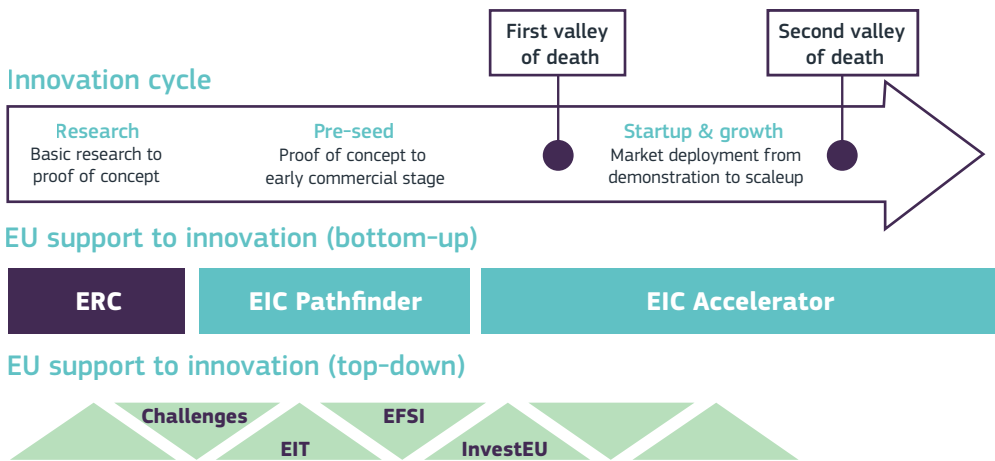 First valley
of death
Second valley
of death
Innovation cycle
Research
Basic research to
proof of concept
Pre-seed
Proof of concept to
early commercial stage
Startup & growth
Market deployment from
demonstration to scaleup
EU support to innovation (bottom-up)
ERC
EIC Pathfinder
EIC Accelerator
EU support to innovation (top-down)
Challenges
EFSI
EIT
InvestEU